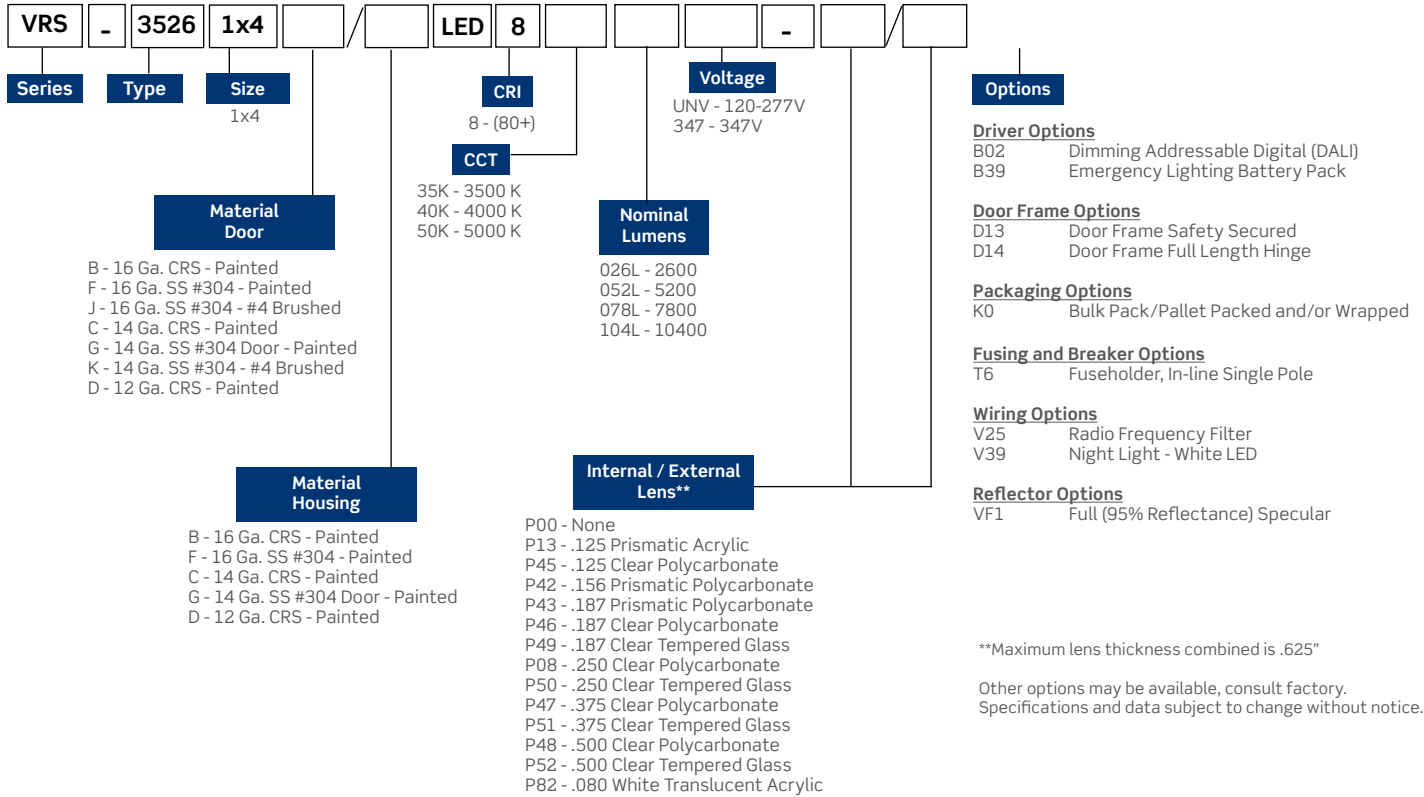 VRS - 3526 1x4 / LED 8 - /
Series Type Size
1x4
CRI
8 - (80+)
CCT
35K - 3500 K
40K - 4000 K
50K - 5000 K
Voltage
UNV - 120-277V
347 - 347V
Material
Door
B - 16 Ga. CRS - Painted
F - 16 Ga. SS #304 - Painted
J - 16 Ga. SS #304 - #4 Brushed
C - 14 Ga. CRS - Painted
G - 14 Ga. SS #304 Door - Painted
K - 14 Ga. SS #304 - #4 Brushed
D - 12 Ga. CRS - Painted
Nominal
Lumens
026L - 2600
052L - 5200
078L - 7800
104L - 10400
Material
Housing
B - 16 Ga. CRS - Painted
F - 16 Ga. SS #304 - Painted
C - 14 Ga. CRS - Painted
G - 14 Ga. SS #304 Door - Painted
D - 12 Ga. CRS - Painted
Internal / External
Lens**
P00 - None
P13 - .125 Prismatic Acrylic
P45 - .125 Clear Polycarbonate
P42 - .156 Prismatic Polycarbonate
P43 - .187 Prismatic Polycarbonate
P46 - .187 Clear Polycarbonate
P49 - .187 Clear Tempered Glass
P08 - .250 Clear Polycarbonate
P50 - .250 Clear Tempered Glass
P47 - .375 Clear Polycarbonate
P51 - .375 Clear Tempered Glass
P48 - .500 Clear Polycarbonate
P52 - .500 Clear Tempered Glass
P82 - .080 White Translucent Acrylic
Options
Driver Options
B02 Dimming Addressable Digital (DALI)
B39 Emergency Lighting Battery Pack
Door Frame Options
D13 Door Frame Safety Secured
D14 Door Frame Full Length Hinge
Packaging Options
K0 Bulk Pack/Pallet Packed and/or Wrapped
Fusing and Breaker Options
T6 Fuseholder, In-line Single Pole
Wiring Options
V25 Radio Frequency Filter
V39 Night Light - White LED
Reflector Options
VF1 Full (95% Reflectance) Specular
**Maximum lens thickness combined is .625”
Other options may be available, consult factory.
Specifications and data subject to change without notice.